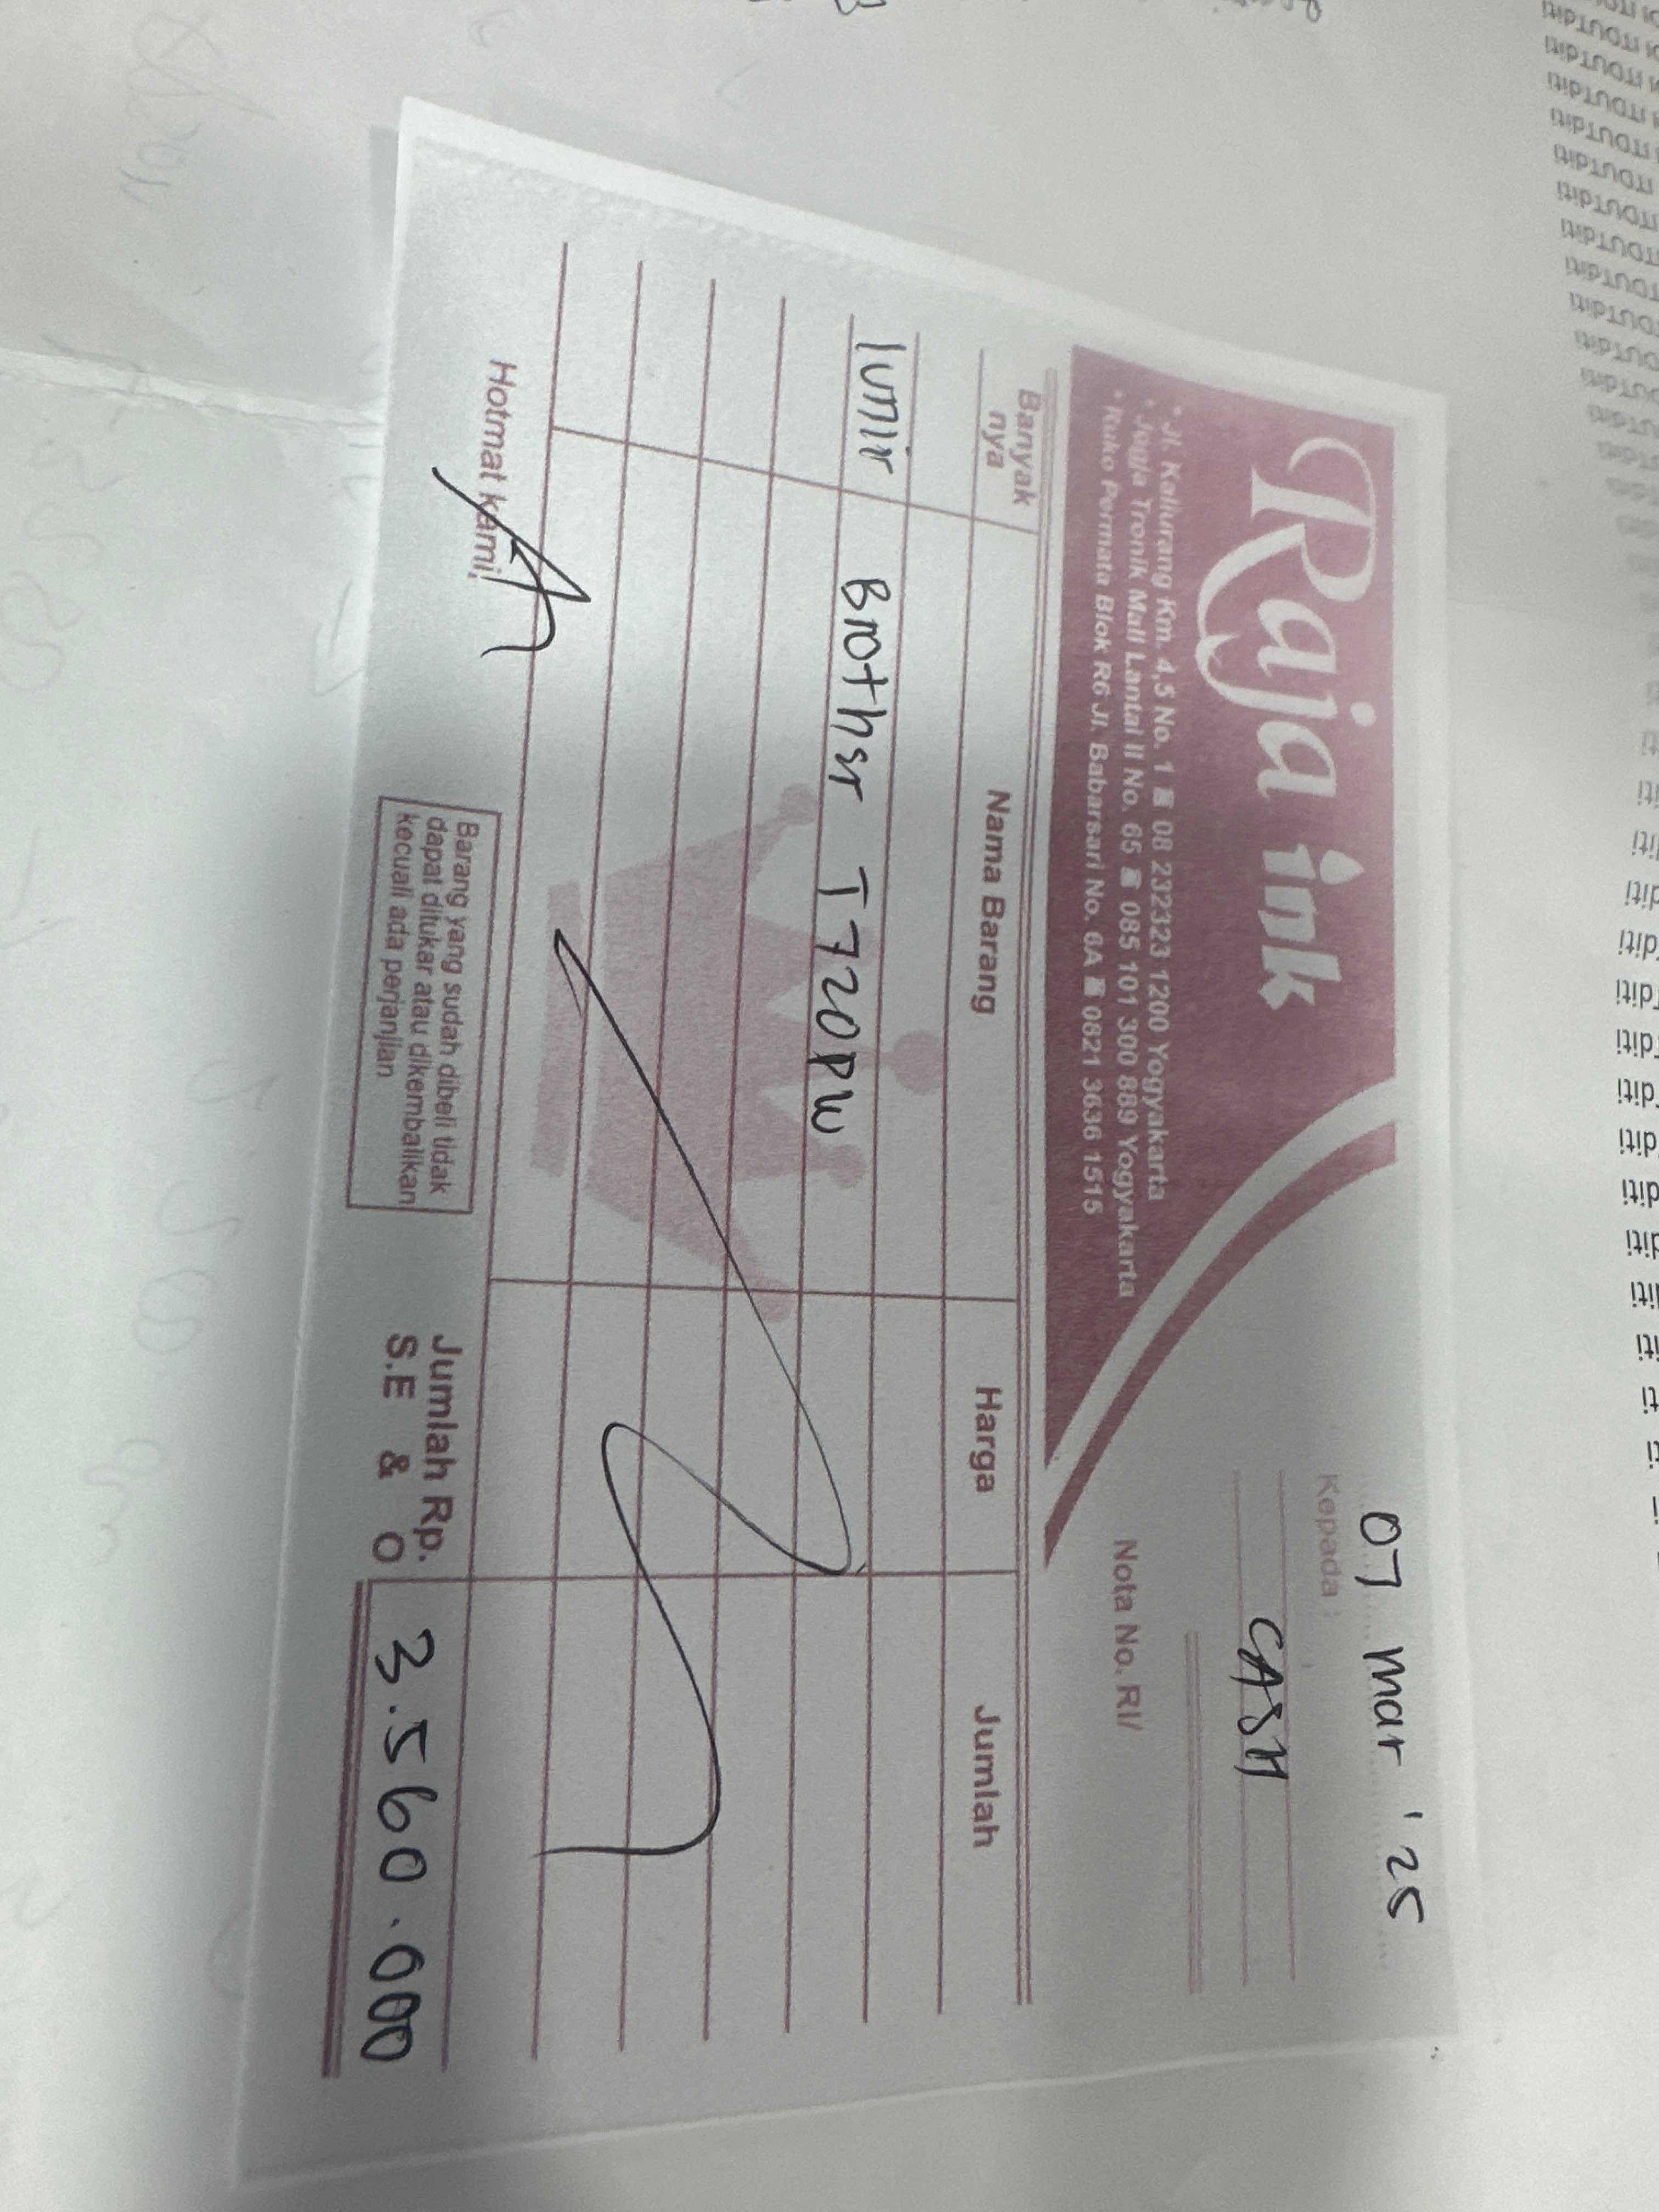 Raja ink
• Jl. Kaliurang Km. 4,5 No. 1 08 232323 1200 Yogyakarta
• Jogja Tronik Mall Lantai II No. 65 085 101 300 889 Yogyakarta
• Ruko Permata Blok R6 Jl. Babarsari No. 6A 0821 3636 1515
07 Mar '25
Kepada :
CASH
Nota No. RI/
Banyak nya Nama Barang Harga Jumlah
1 unit Brother T720DW
Hotmat kami,
Barang yang sudah dibeli tidak
dapat ditukar atau dikembalikan
kecuali ada perjanjian
Jumlah Rp. 3.560.000
S.E & O